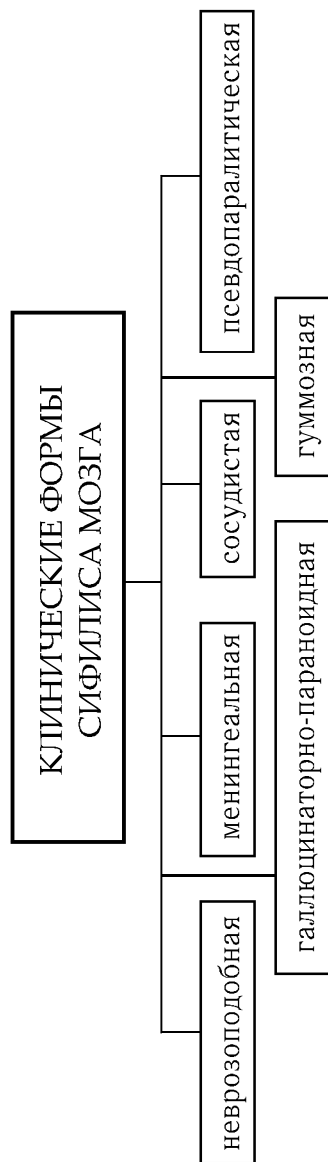 КЛИНИЧЕСКИЕ ФОРМЫ
СИФИЛИСА МОЗГА
неврозоподобная
менингеальная
сосудистая
псевдопаралитическая
галлюцинаторно-параноидная
гуммозная